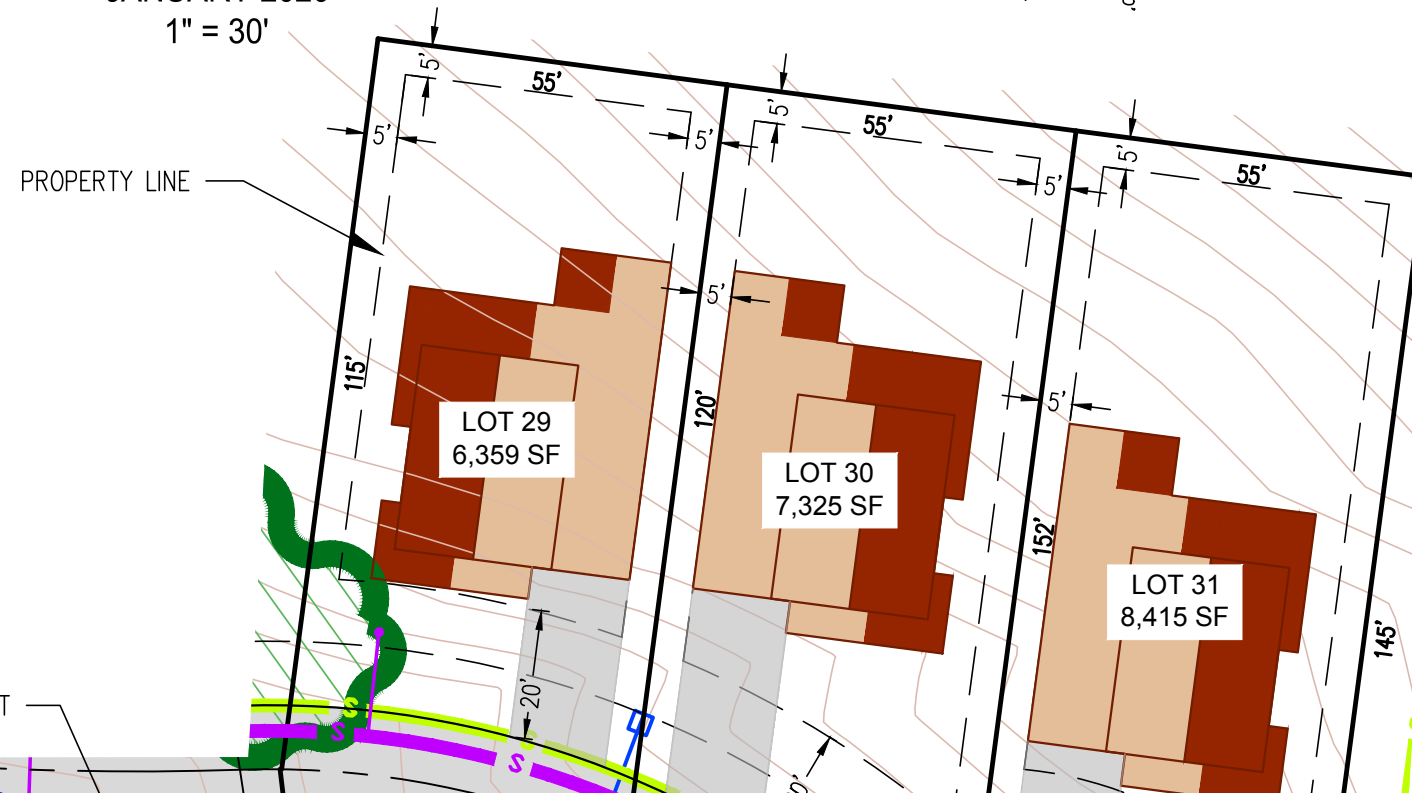 1" = 30'
5'
55'
5'
5'
5'
55'
5'
5'
55'
PROPERTY LINE
5'
5'
115'
120'
152'
145'
LOT 29
6,359 SF
LOT 30
7,325 SF
LOT 31
8,415 SF
20'
S
S
S
S